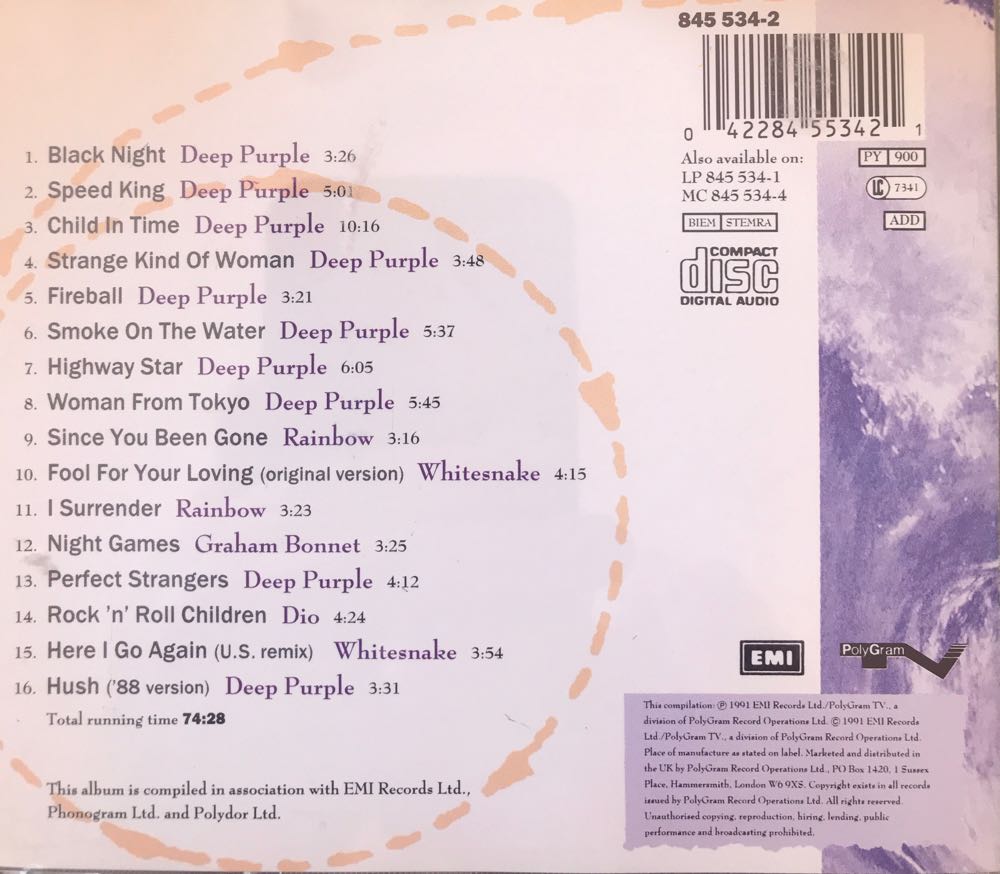 845 534-2
0 42284 55342 1
Also available on:
LP 845 534-1
MC 845 534-4
BIEM STEMRA
COMPACT
disc
DIGITAL AUDIO
PY 900
LC 7341
ADD
1. Black Night Deep Purple 3:26
2. Speed King Deep Purple 5:01
3. Child In Time Deep Purple 10:16
4. Strange Kind Of Woman Deep Purple 3:48
5. Fireball Deep Purple 3:21
6. Smoke On The Water Deep Purple 5:37
7. Highway Star Deep Purple 6:05
8. Woman From Tokyo Deep Purple 5:45
9. Since You Been Gone Rainbow 3:16
10. Fool For Your Loving (original version) Whitesnake 4:15
11. I Surrender Rainbow 3:23
12. Night Games Graham Bonnet 3:25
13. Perfect Strangers Deep Purple 4:12
14. Rock 'n' Roll Children Dio 4:24
15. Here I Go Again (U.S. remix) Whitesnake 3:54
16. Hush ('88 version) Deep Purple 3:31
Total running time 74:28
This album is compiled in association with EMI Records Ltd.,
Phonogram Ltd. and Polydor Ltd.
EMI
PolyGram
This compilation: ℗ 1991 EMI Records Ltd./PolyGram TV., a
division of PolyGram Record Operations Ltd. © 1991 EMI Records
Ltd./PolyGram TV., a division of PolyGram Record Operations Ltd.
Place of manufacture as stated on label. Marketed and distributed in
the UK by PolyGram Record Operations Ltd., PO Box 1420, 1 Sussex
Place, Hammersmith, London W6 9XS. Copyright exists in all records
issued by PolyGram Record Operations Ltd. All rights reserved.
Unauthorised copying, reproduction, hiring, lending, public
performance and broadcasting prohibited.